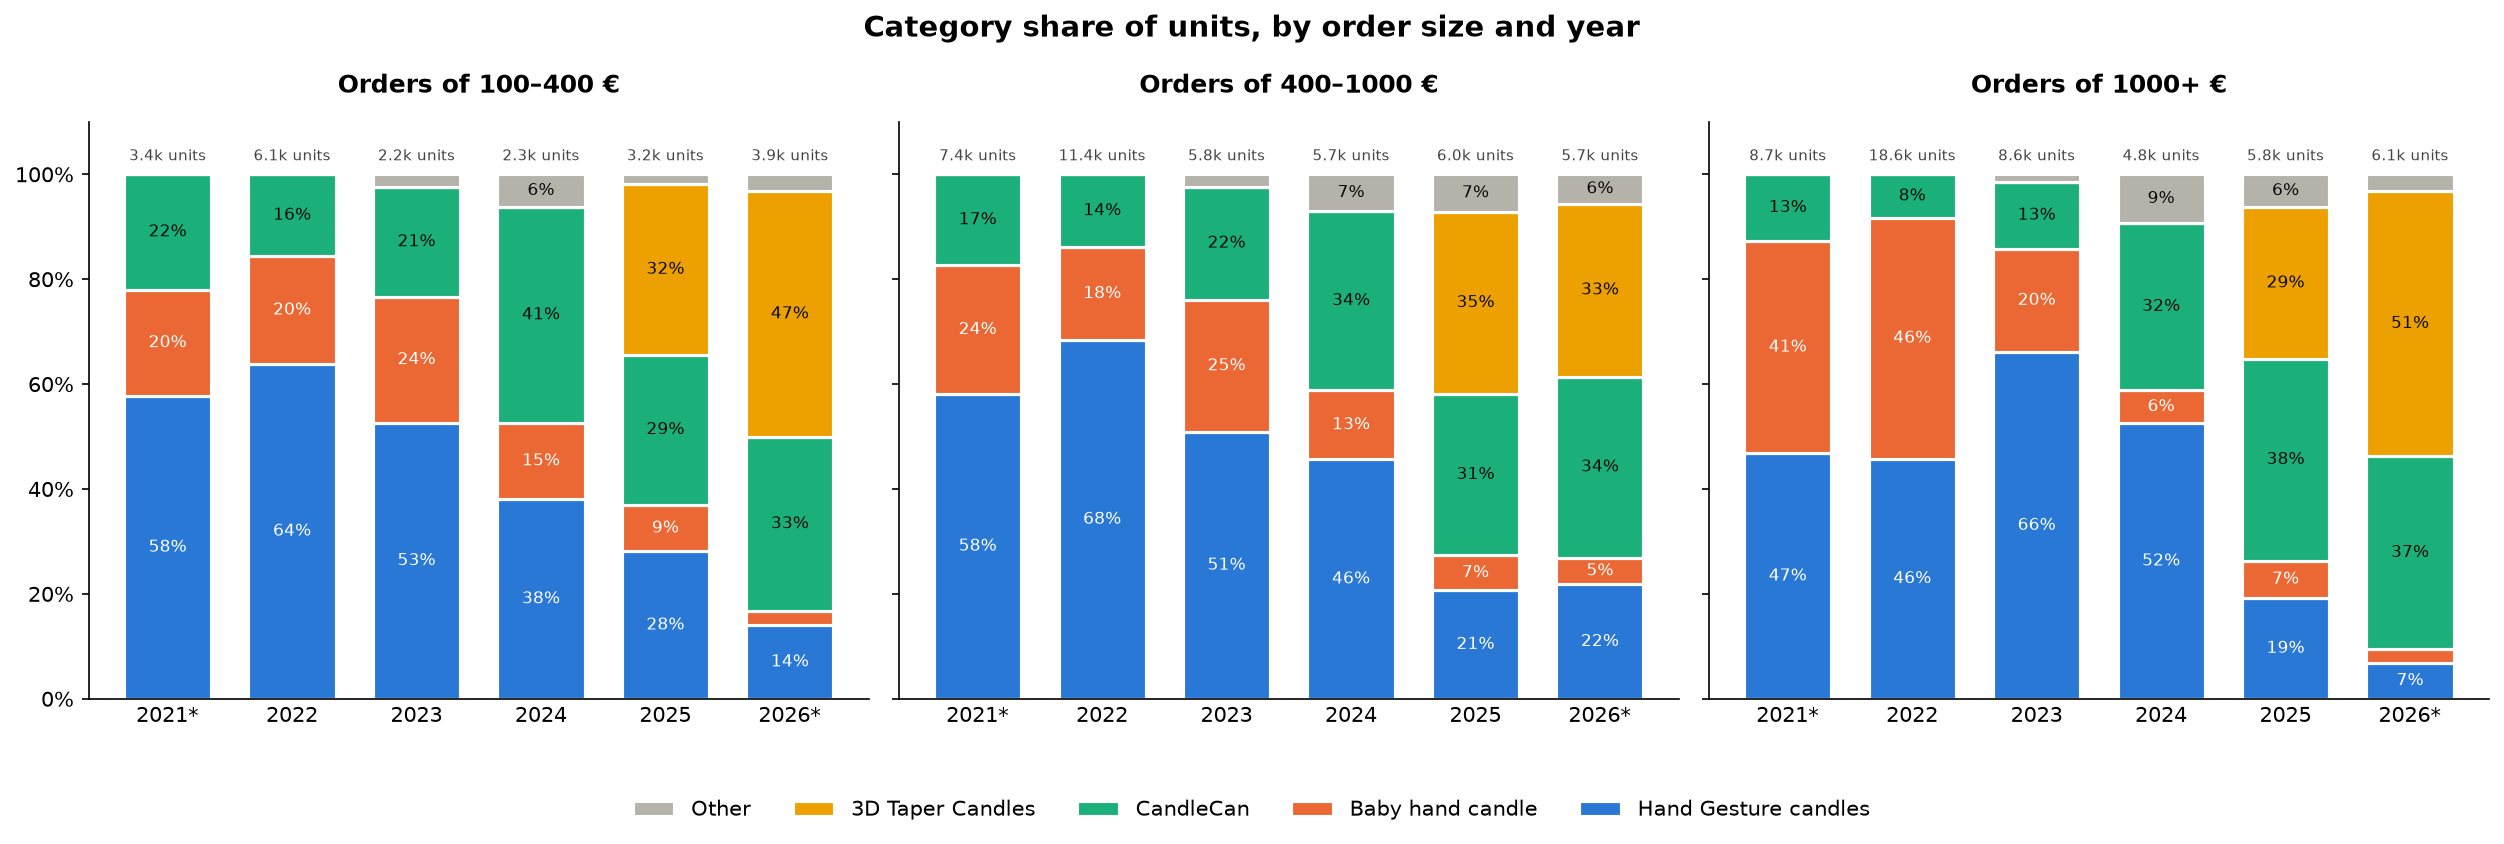 Category share of units, by order size and year
Orders of 100–400 €
3.4k units 6.1k units 2.2k units 2.3k units 3.2k units 3.9k units
100%
80%
60%
40%
20%
0%
22% 20% 58%
16% 20% 64%
21% 24% 53%
6% 41% 15% 38%
32% 29% 9% 28%
47% 33% 14%
2021* 2022 2023 2024 2025 2026*
Orders of 400–1000 €
7.4k units 11.4k units 5.8k units 5.7k units 6.0k units 5.7k units
17% 24% 58%
14% 18% 68%
22% 25% 51%
7% 34% 13% 46%
7% 35% 31% 7% 21%
6% 33% 34% 5% 22%
2021* 2022 2023 2024 2025 2026*
Orders of 1000+ €
8.7k units 18.6k units 8.6k units 4.8k units 5.8k units 6.1k units
13% 41% 47%
8% 46% 46%
13% 20% 66%
9% 32% 6% 52%
6% 29% 38% 7% 19%
51% 37% 7%
2021* 2022 2023 2024 2025 2026*
Other 3D Taper Candles CandleCan Baby hand candle Hand Gesture candles